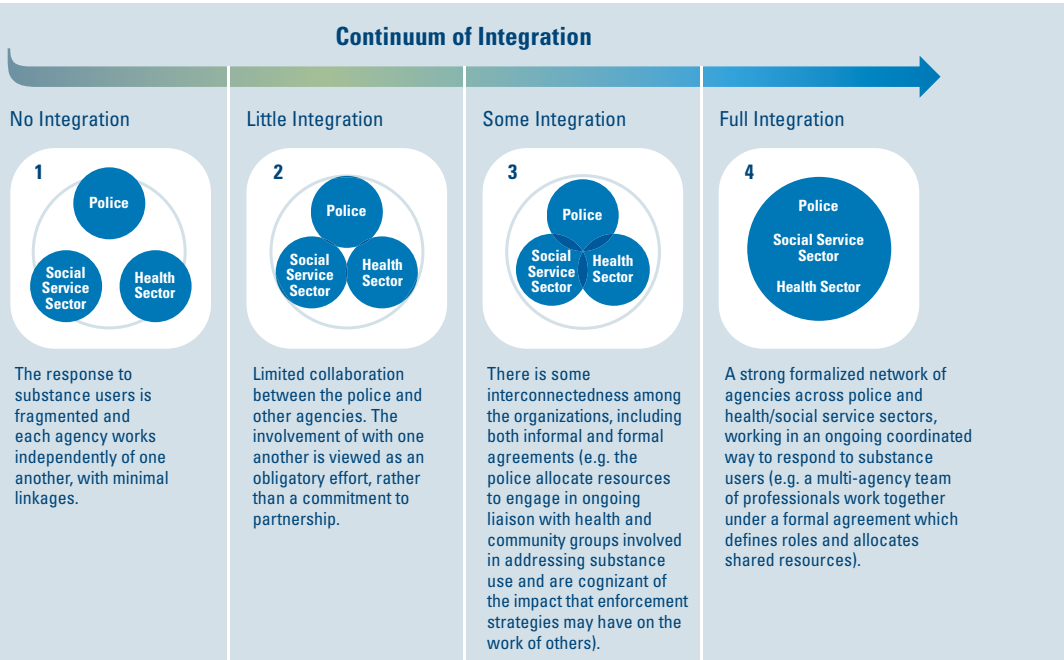 Continuum of Integration
No Integration
1
Police
Social
Service
Sector
Health
Sector
The response to
substance users is
fragmented and
each agency works
independently of one
another, with minimal
linkages.
Little Integration
2
Police
Social
Service
Sector
Health
Sector
Limited collaboration
between the police and
other agencies. The
involvement of with one
another is viewed as an
obligatory effort, rather
than a commitment to
partnership.
Some Integration
3
Police
Social
Service
Sector
Health
Sector
There is some
interconnectedness among
the organizations, including
both informal and formal
agreements (e.g. the
police allocate resources
to engage in ongoing
liaison with health and
community groups involved
in addressing substance
use and are cognizant of
the impact that enforcement
strategies may have on the
work of others).
Full Integration
4
Police
Social Service
Sector
Health Sector
A strong formalized network of
agencies across police and
health/social service sectors,
working in an ongoing coordinated
way to respond to substance
users (e.g. a multi-agency team
of professionals work together
under a formal agreement which
defines roles and allocates
shared resources).